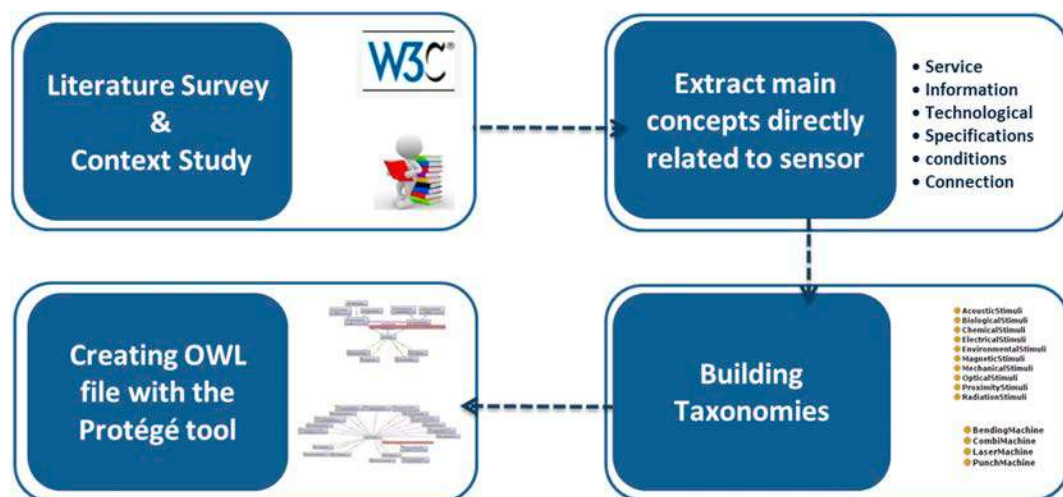 Literature Survey
&
Context Study
W3C®
Extract main
concepts directly
related to sensor
• Service
• Information
• Technological
• Specifications
• conditions
• Connection
Creating OWL
file with the
Protégé tool
Building
Taxonomies
AcousticStimuli
BiologicalStimuli
ChemicalStimuli
ElectricalStimuli
EnvironmentalStimuli
MagneticStimuli
MechanicalStimuli
OpticalStimuli
ProximityStimuli
RadiationStimuli
BendingMachine
CombiMachine
LaserMachine
PunchMachine